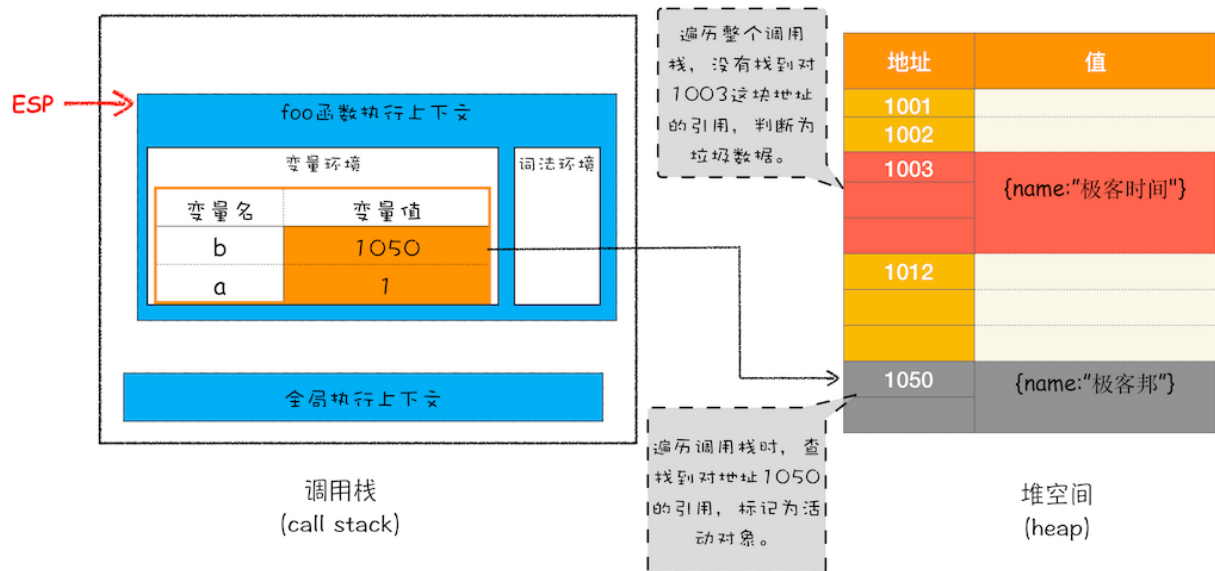 遍历整个调用
栈，没有找到对
1003这块地址
的引用，判断为
垃圾数据。
ESP
foo函数执行上下文
变量环境
词法环境
变量名 变量值
b 1050
a 1
全局执行上下文
调用栈
(call stack)
地址 值
1001
1002
1003 {name:"极客时间"}
1012
1050 {name:"极客邦"}
遍历调用栈时，查
找到对地址1050
的引用，标记为活
动对象。
堆空间
(heap)